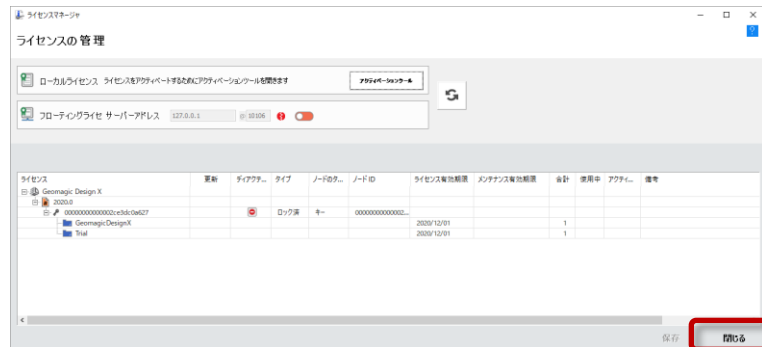 ライセンスマネージャ
ライセンスの管理
?
ローカルライセンス ライセンスをアクティベートするためにアクティベーションツールを開きます アクティベーションツール
フローティングライセ サーバーアドレス 127.0.0.1 @ 10106
ライセンス 更新 ディアクテ... タイプ ノードのタ... ノード ID ライセンス有効期限 メンテナンス有効期限 合計 使用中 アクティ... 備考
Geomagic Design X
2020.0
00000000000002ce3dc0a627 ロック済 キー 00000000000002...
GeomagicDesignX 2020/12/01 1
Trial 2020/12/01 1
保存 閉じる